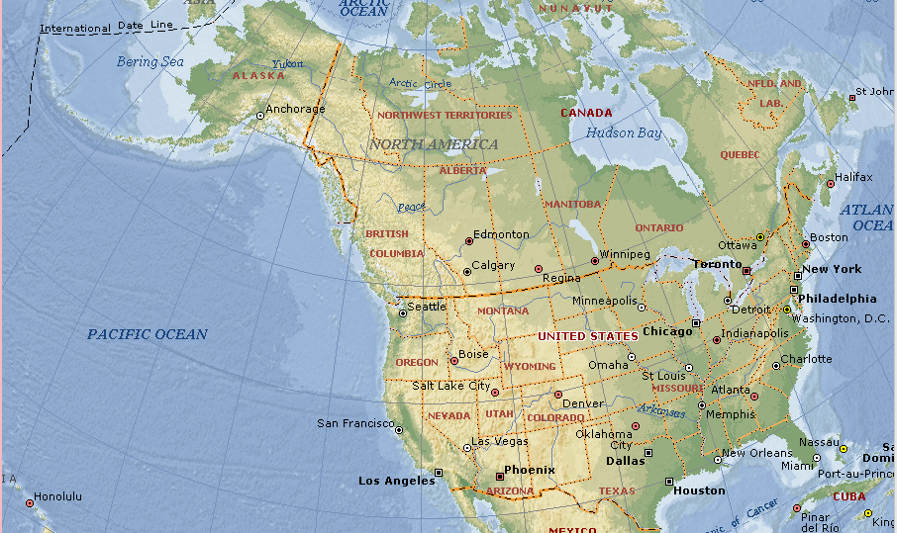 ARCTIC
OCEAN
NUNAVUT
International Date Line
Bering Sea
Yukon
ALASKA
Anchorage
Arctic Circle
NORTHWEST TERRITORIES
NORTH AMERICA
CANADA
Hudson Bay
NFLD. AND
LAB.
St John
QUEBEC
Halifax
ALBERTA
Peace
MANITOBA
ONTARIO
ATLAN
OCEA
BRITISH
COLUMBIA
Edmonton
Calgary
Regina
Winnipeg
Ottawa
Toronto
Boston
New York
Philadelphia
Washington, D.C.
Seattle
MONTANA
Minneapolis
Detroit
PACIFIC OCEAN
UNITED STATES
Chicago
Indianapolis
OREGON
Boise
WYOMING
Omaha
St Louis
Charlotte
Salt Lake City
Denver
MISSOURI
Atlanta
NEVADA
UTAH
COLORADO
Arkansas
Memphis
San Francisco
Las Vegas
Oklahoma
City
Dallas
New Orleans
Nassau
Miami
Sa
Domi
Los Angeles
Phoenix
ARIZONA
TEXAS
Houston
Port-au-Prince
CUBA
Honolulu
MEXICO
of Cancer
Pinar
del Río
King